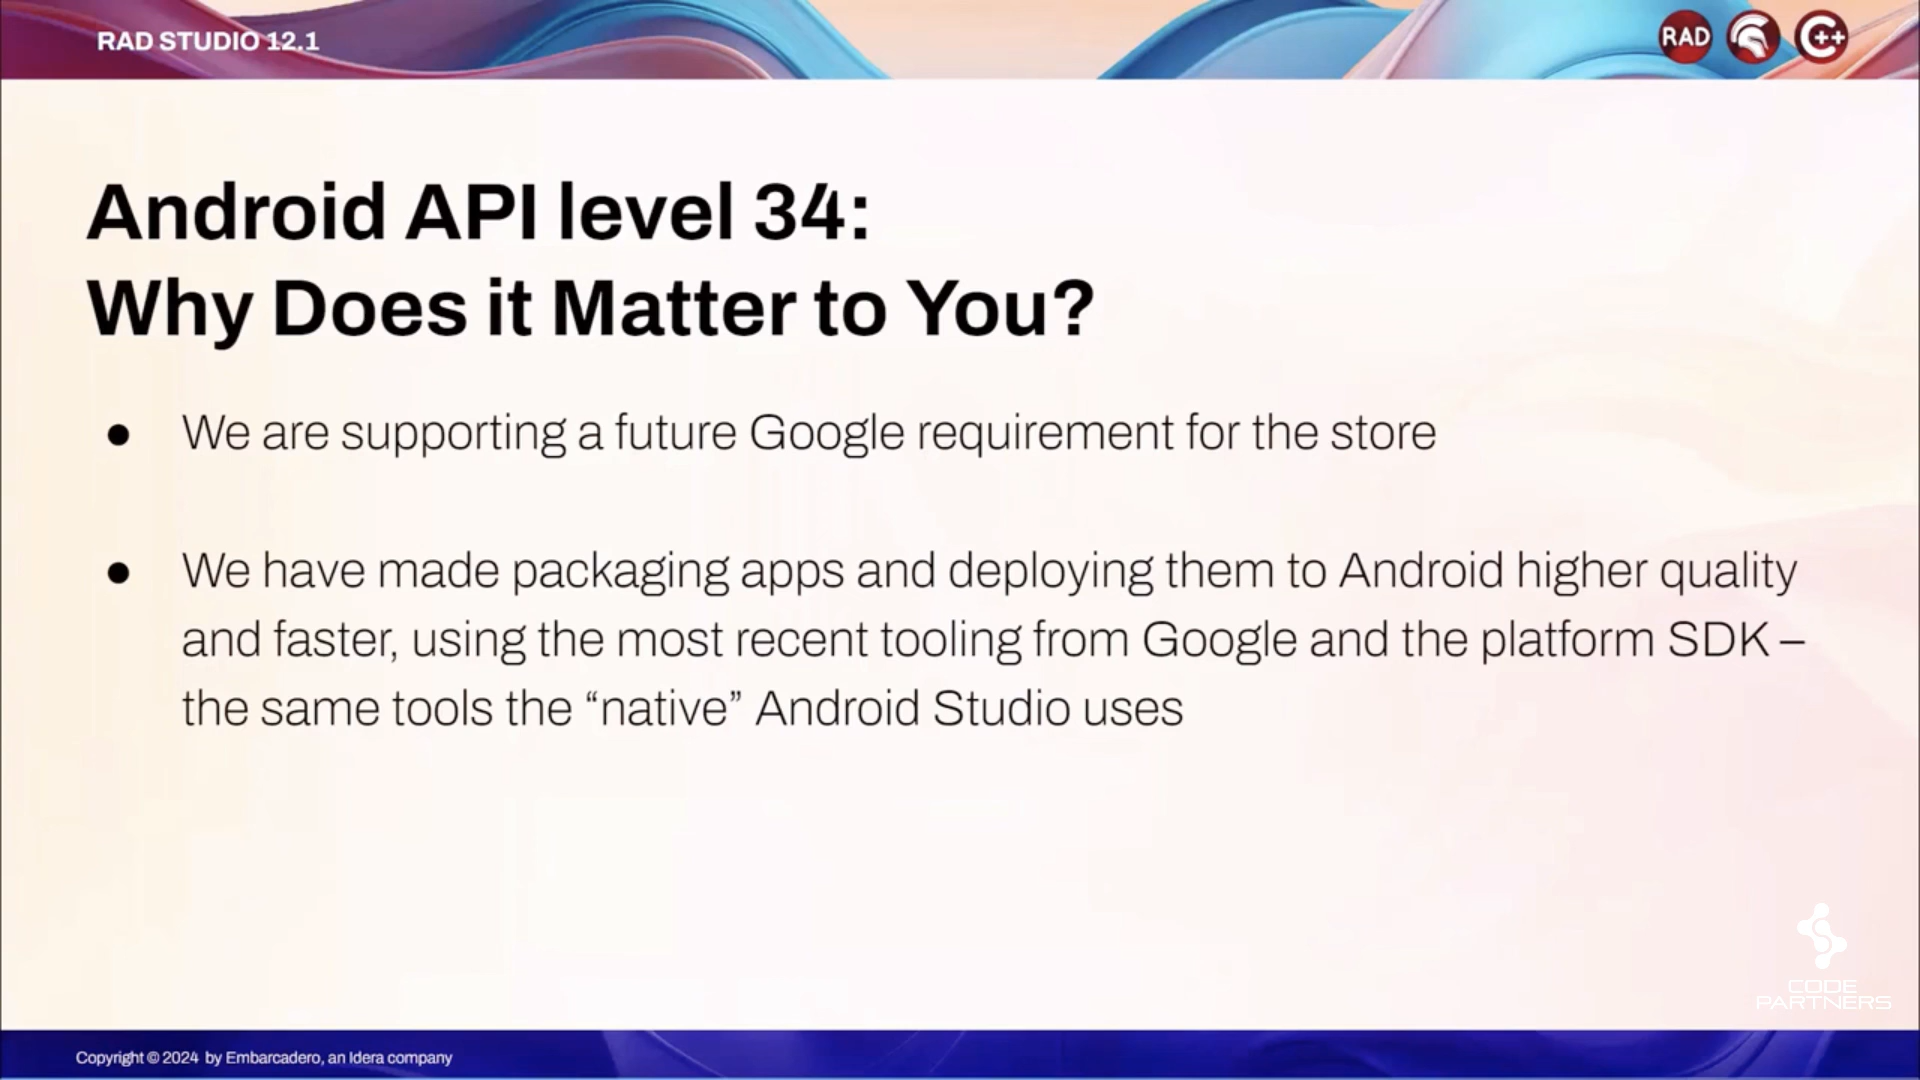 RAD STUDIO 12.1
RAD
C++
Android API level 34:
Why Does it Matter to You?
● We are supporting a future Google requirement for the store
● We have made packaging apps and deploying them to Android higher quality
and faster, using the most recent tooling from Google and the platform SDK –
the same tools the “native” Android Studio uses
CODE
PARTNERS
Copyright © 2024 by Embarcadero, an Idera company